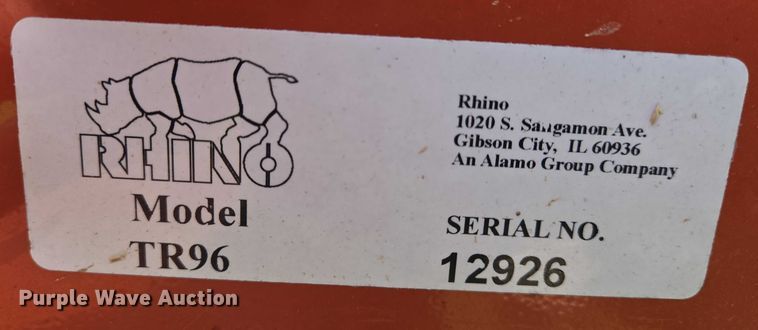 RHINO
Model
TR96
Rhino
1020 S. Sangamon Ave.
Gibson City, IL 60936
An Alamo Group Company
SERIAL NO.
12926
Purple Wave Auction